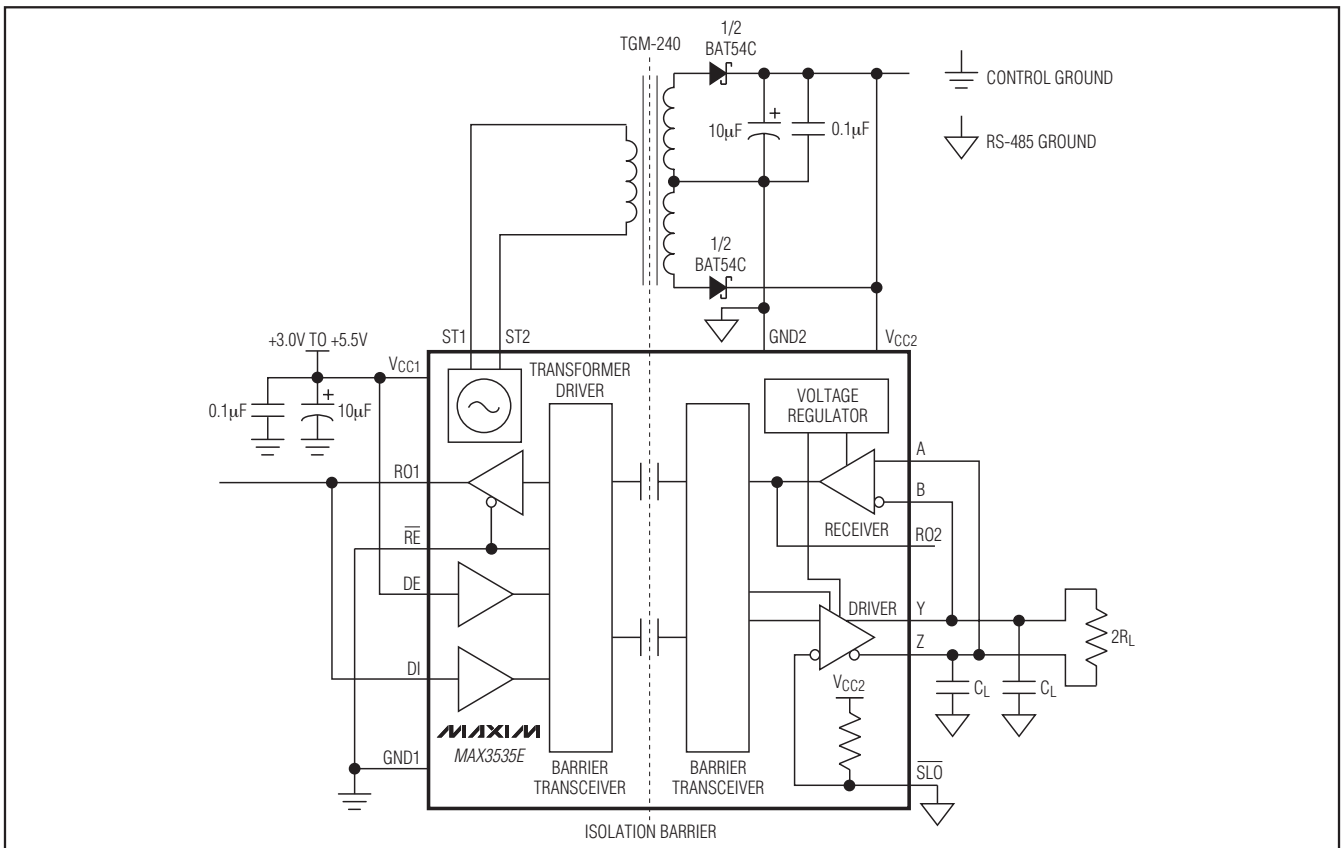 TGM-240
1/2
BAT54C
CONTROL GROUND
10µF
+
0.1µF
RS-485 GROUND
1/2
BAT54C
ST1
ST2
GND2
VCC2
+3.0V TO +5.5V
VCC1
0.1µF
+
10µF
TRANSFORMER
DRIVER
VOLTAGE
REGULATOR
A
RO1
B
RECEIVER
RO2
RE
DE
DRIVER
Y
2RL
Z
DI
CL
CL
VCC2
MAXIM
MAX3535E
GND1
BARRIER
TRANSCEIVER
BARRIER
TRANSCEIVER
SLO
ISOLATION BARRIER